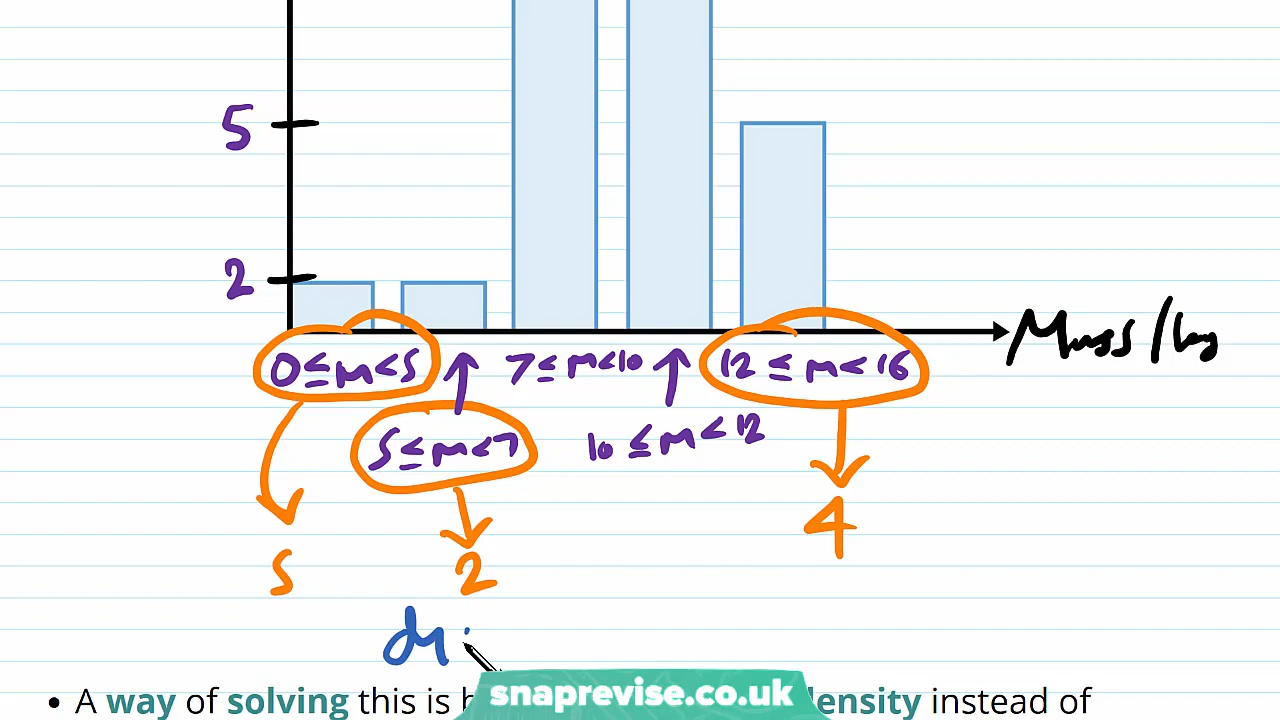 5
2
0≤m<5
7≤m<10
12≤m<16
Mass/kg
5≤m<7
10≤m<12
5
2
4
• A way of solving this is density instead of
snaprevise.co.uk